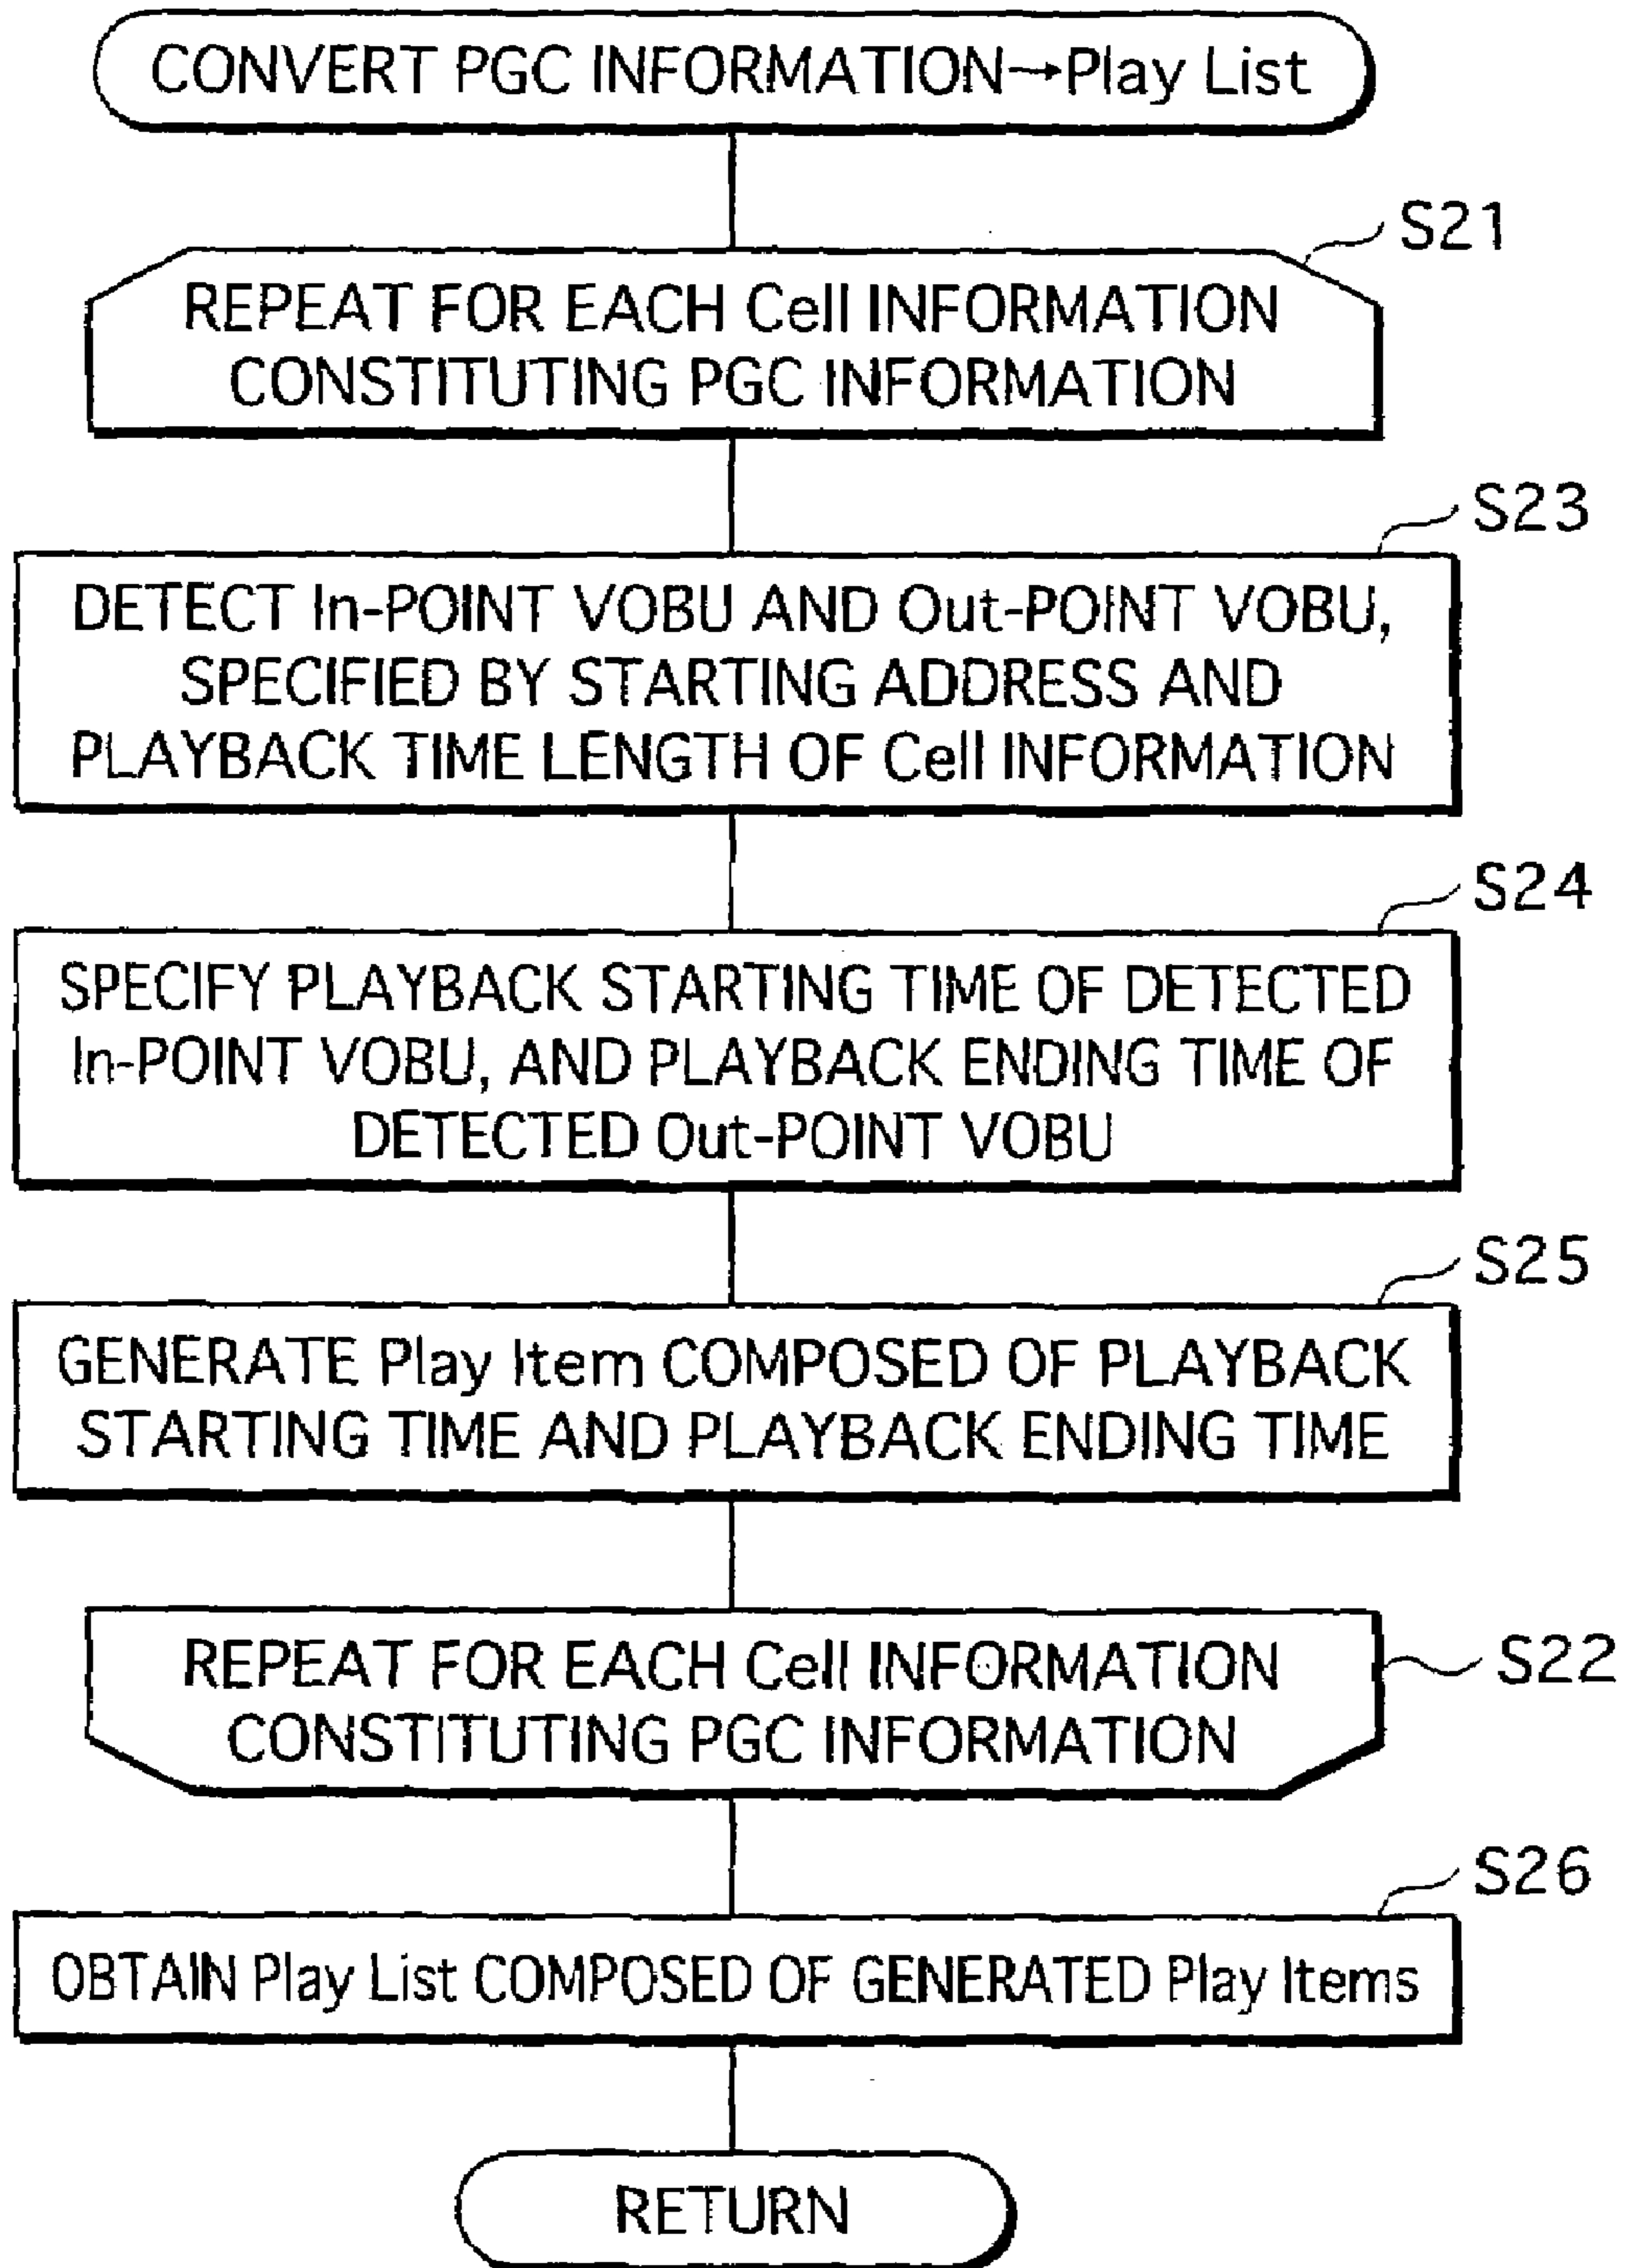 CONVERT PGC INFORMATION→Play List
S21
REPEAT FOR EACH Cell INFORMATION
CONSTITUTING PGC INFORMATION
S23
DETECT In-POINT VOBU AND Out-POINT VOBU,
SPECIFIED BY STARTING ADDRESS AND
PLAYBACK TIME LENGTH OF Cell INFORMATION
S24
SPECIFY PLAYBACK STARTING TIME OF DETECTED
In-POINT VOBU, AND PLAYBACK ENDING TIME OF
DETECTED Out-POINT VOBU
S25
GENERATE Play Item COMPOSED OF PLAYBACK
STARTING TIME AND PLAYBACK ENDING TIME
REPEAT FOR EACH Cell INFORMATION
CONSTITUTING PGC INFORMATION
S22
S26
OBTAIN Play List COMPOSED OF GENERATED Play Items
RETURN